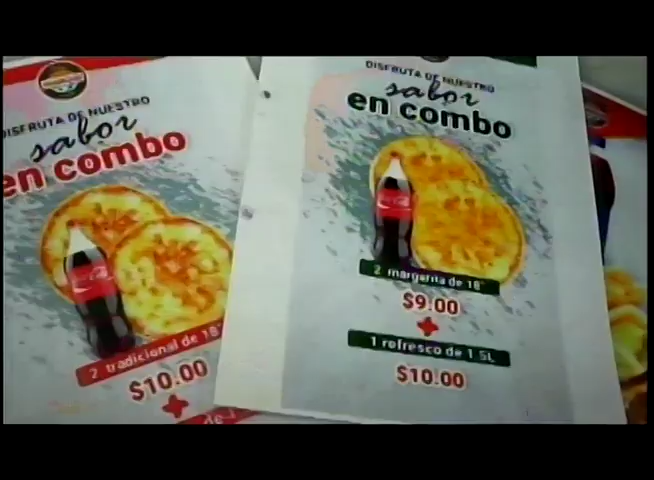 DISFRUTA DE NUESTRO
sabor
en combo
2 tradicional de 18"
$10.00
+
de
DISFRUTA DE NUESTRO
sabor
en combo
2 margarita de 18"
$9.00
+
1 refresco de 1.5L
$10.00